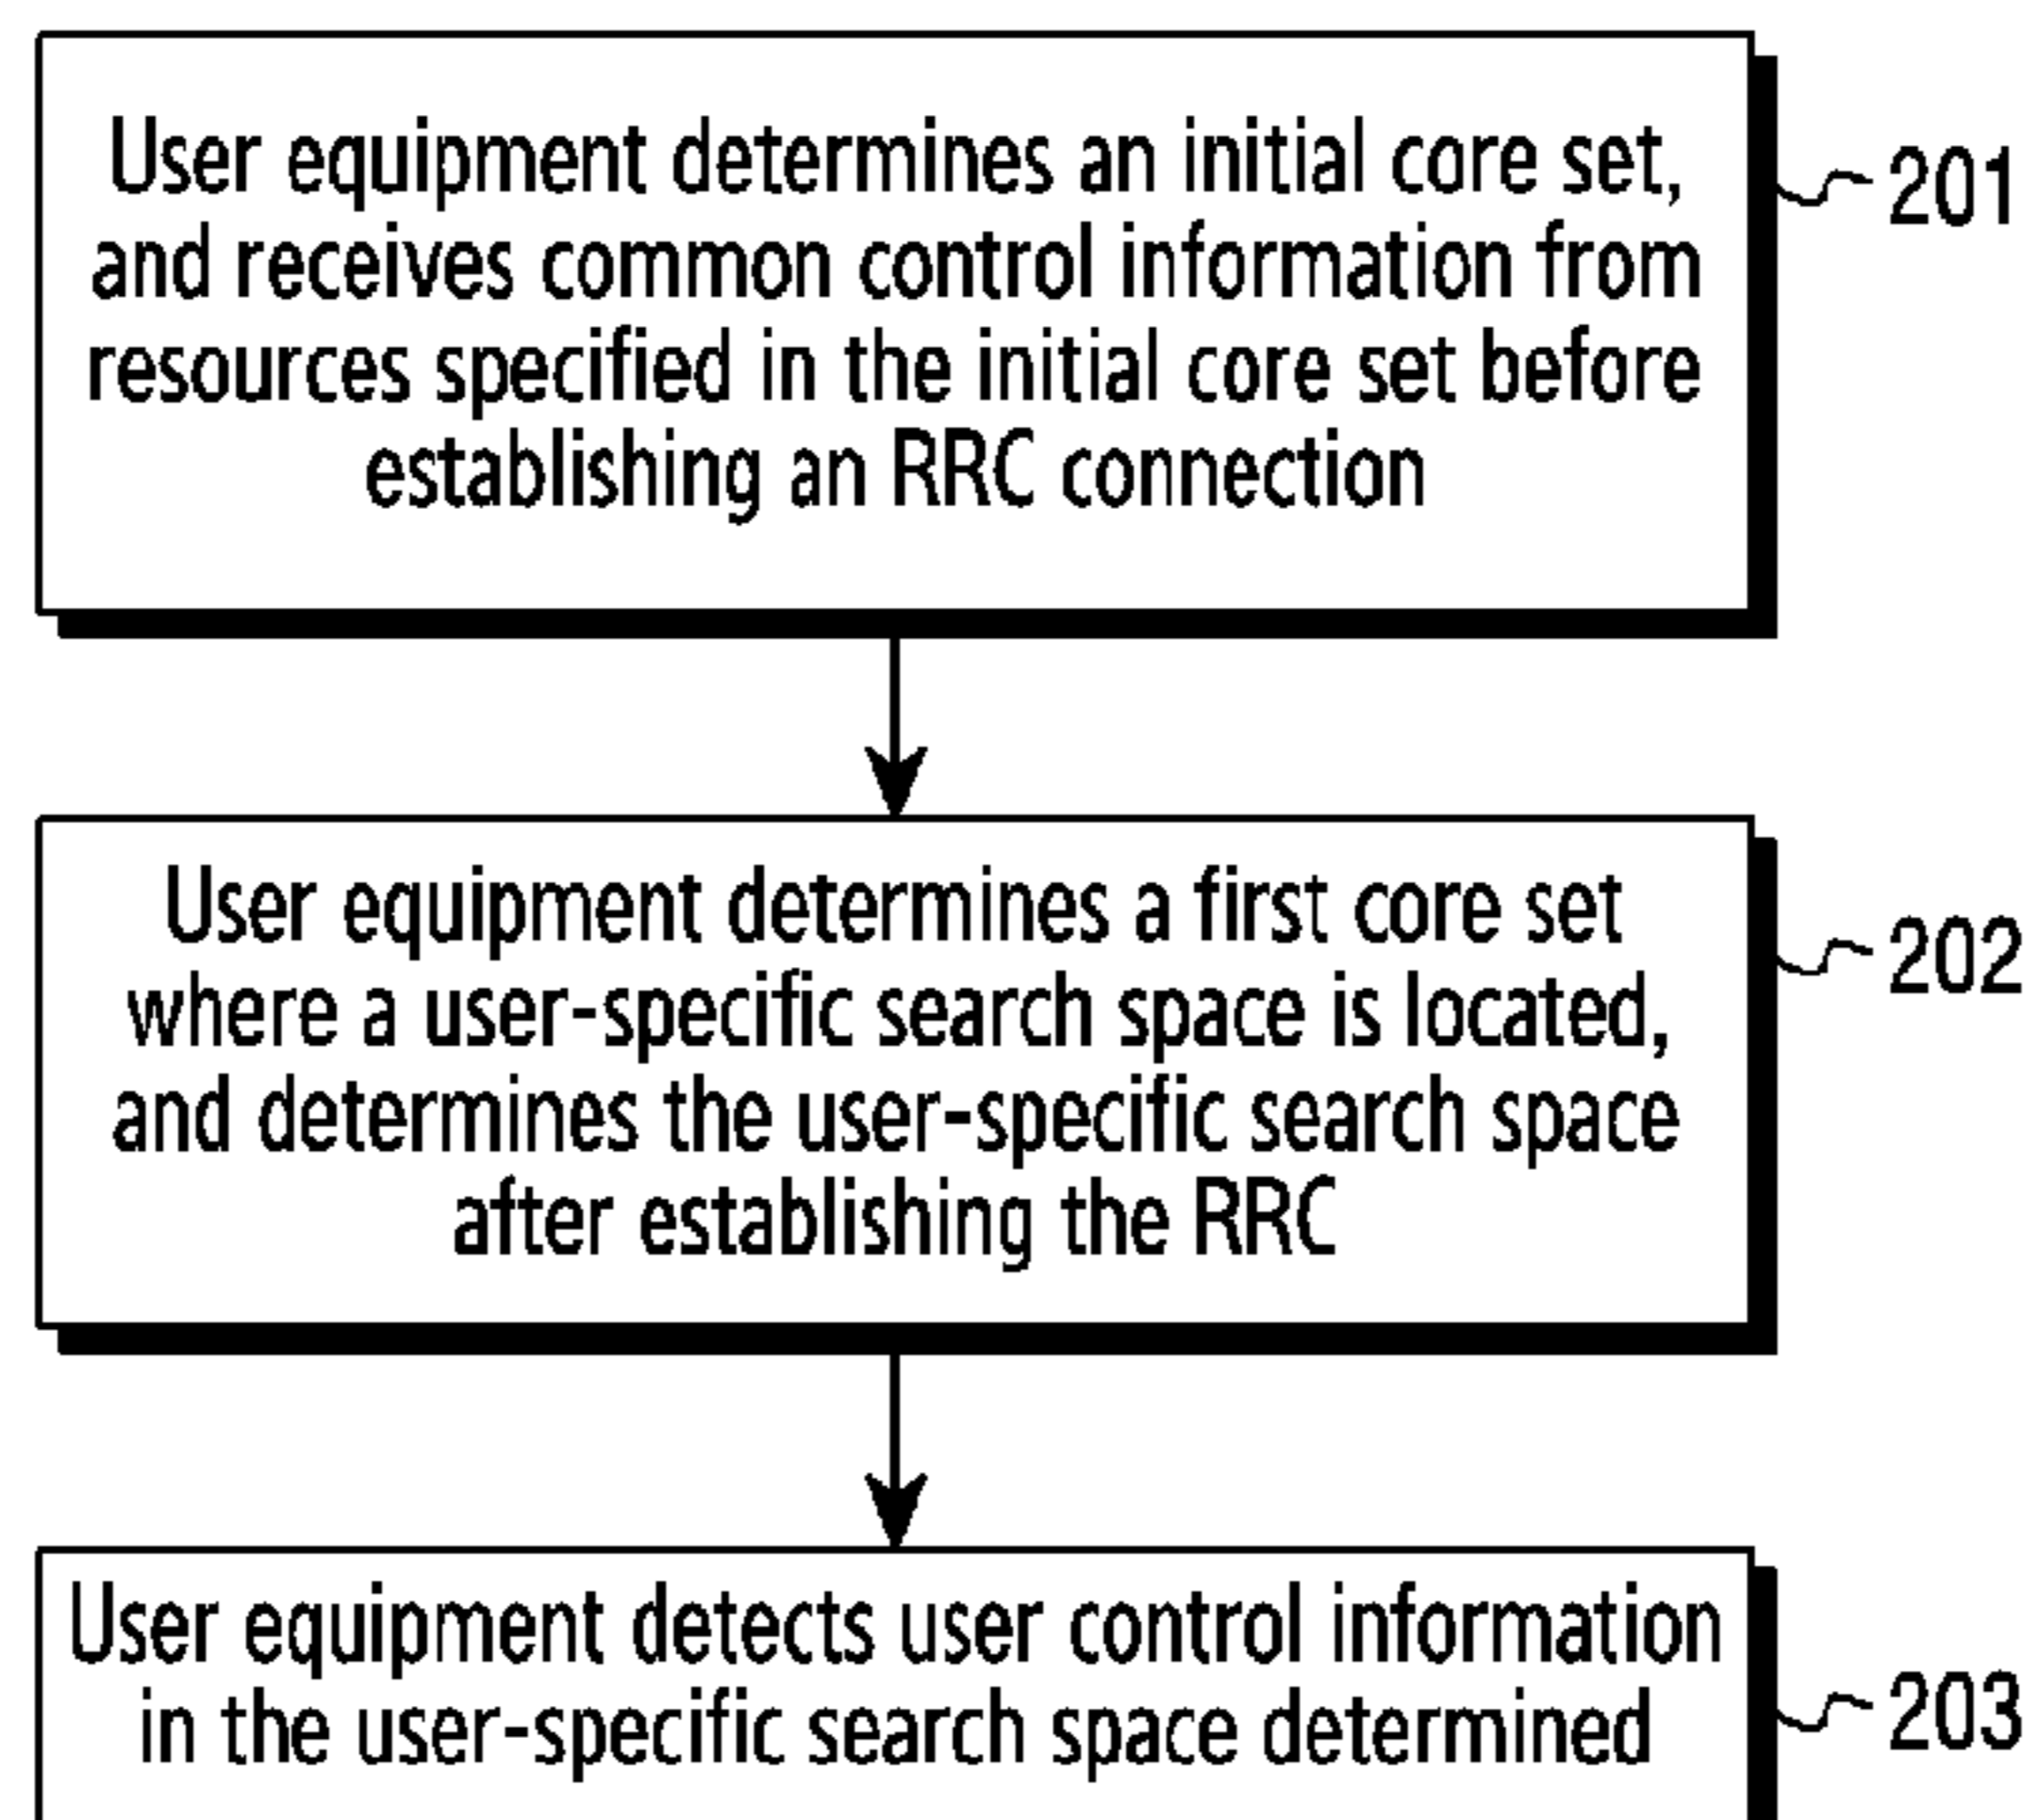 User equipment determines an initial core set,
and receives common control information from
resources specified in the initial core set before
establishing an RRC connection
201
User equipment determines a first core set
where a user-specific search space is located,
and determines the user-specific search space
after establishing the RRC
202
User equipment detects user control information
in the user-specific search space determined
203